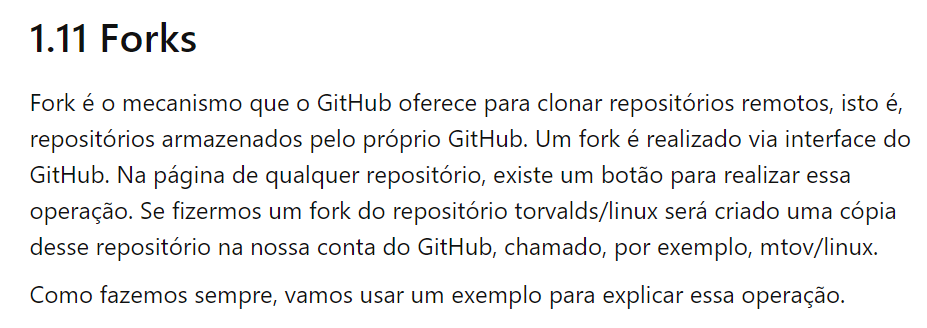 1.11 Forks
Fork é o mecanismo que o GitHub oferece para clonar repositórios remotos, isto é,
repositórios armazenados pelo próprio GitHub. Um fork é realizado via interface do
GitHub. Na página de qualquer repositório, existe um botão para realizar essa
operação. Se fizermos um fork do repositório torvalds/linux será criado uma cópia
desse repositório na nossa conta do GitHub, chamado, por exemplo, mtov/linux.
Como fazemos sempre, vamos usar um exemplo para explicar essa operação.